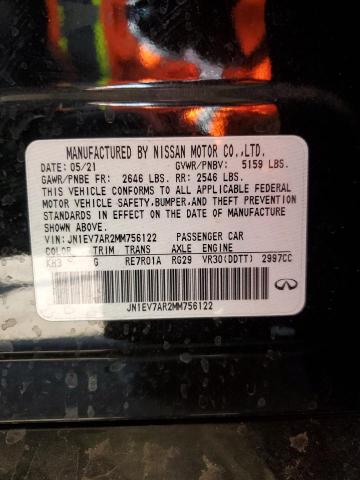 MANUFACTURED BY NISSAN MOTOR CO.,LTD.
DATE: 05/21 GVWR/PNBV: 5159 LBS.
GAWR/PNBE FR: 2646 LBS. RR: 2546 LBS.
THIS VEHICLE CONFORMS TO ALL APPLICABLE FEDERAL
MOTOR VEHICLE SAFETY, BUMPER, AND THEFT PREVENTION
STANDARDS IN EFFECT ON THE DATE OF MANUFACTURE
SHOWN ABOVE.
VIN: JN1EV7AR2MM756122 PASSENGER CAR
COLOR TRIM TRANS AXLE ENGINE
KH3 G RE7R01A RG29 VR30(DDTT) 2997CC
JN1EV7AR2MM756122